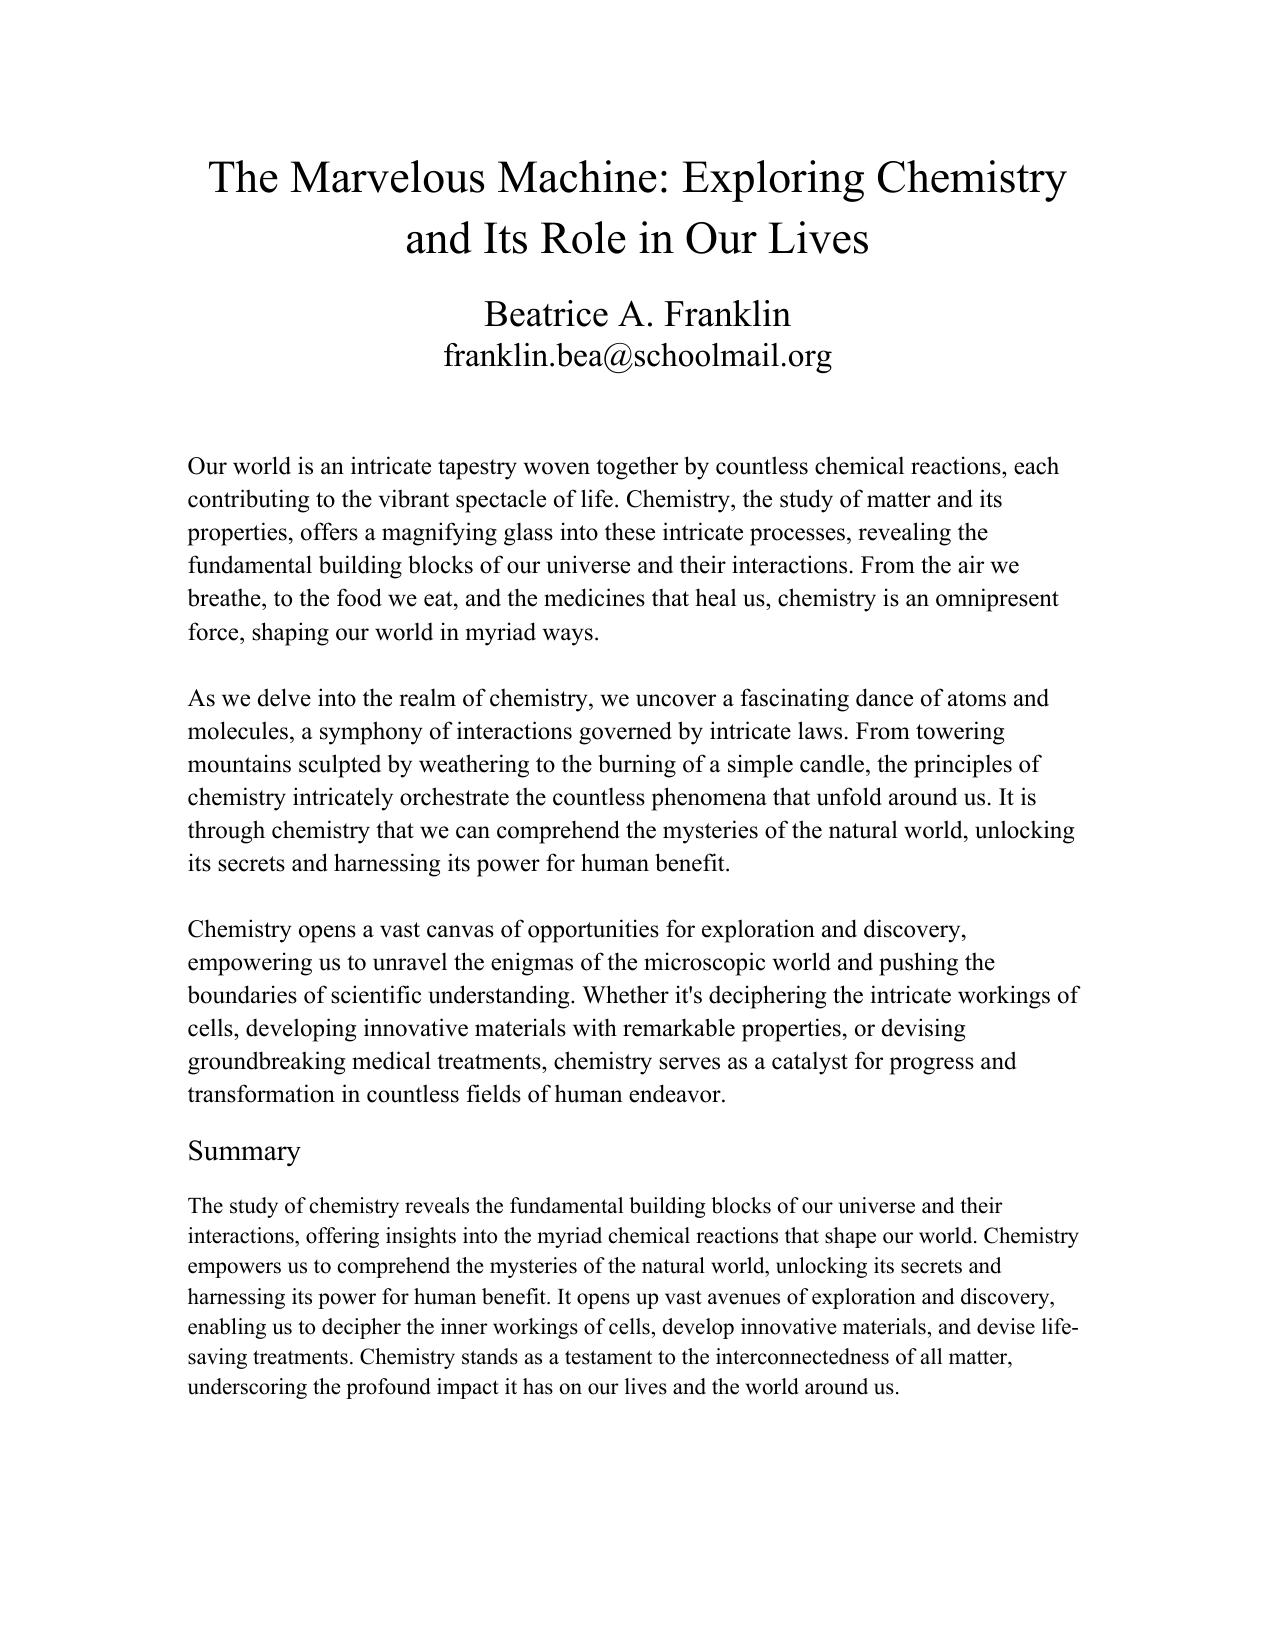 The Marvelous Machine: Exploring Chemistry
and Its Role in Our Lives
Beatrice A. Franklin
franklin.bea@schoolmail.org
Our world is an intricate tapestry woven together by countless chemical reactions, each
contributing to the vibrant spectacle of life. Chemistry, the study of matter and its
properties, offers a magnifying glass into these intricate processes, revealing the
fundamental building blocks of our universe and their interactions. From the air we
breathe, to the food we eat, and the medicines that heal us, chemistry is an omnipresent
force, shaping our world in myriad ways.
As we delve into the realm of chemistry, we uncover a fascinating dance of atoms and
molecules, a symphony of interactions governed by intricate laws. From towering
mountains sculpted by weathering to the burning of a simple candle, the principles of
chemistry intricately orchestrate the countless phenomena that unfold around us. It is
through chemistry that we can comprehend the mysteries of the natural world, unlocking
its secrets and harnessing its power for human benefit.
Chemistry opens a vast canvas of opportunities for exploration and discovery,
empowering us to unravel the enigmas of the microscopic world and pushing the
boundaries of scientific understanding. Whether it's deciphering the intricate workings of
cells, developing innovative materials with remarkable properties, or devising
groundbreaking medical treatments, chemistry serves as a catalyst for progress and
transformation in countless fields of human endeavor.
Summary
The study of chemistry reveals the fundamental building blocks of our universe and their
interactions, offering insights into the myriad chemical reactions that shape our world. Chemistry
empowers us to comprehend the mysteries of the natural world, unlocking its secrets and
harnessing its power for human benefit. It opens up vast avenues of exploration and discovery,
enabling us to decipher the inner workings of cells, develop innovative materials, and devise life-
saving treatments. Chemistry stands as a testament to the interconnectedness of all matter,
underscoring the profound impact it has on our lives and the world around us.